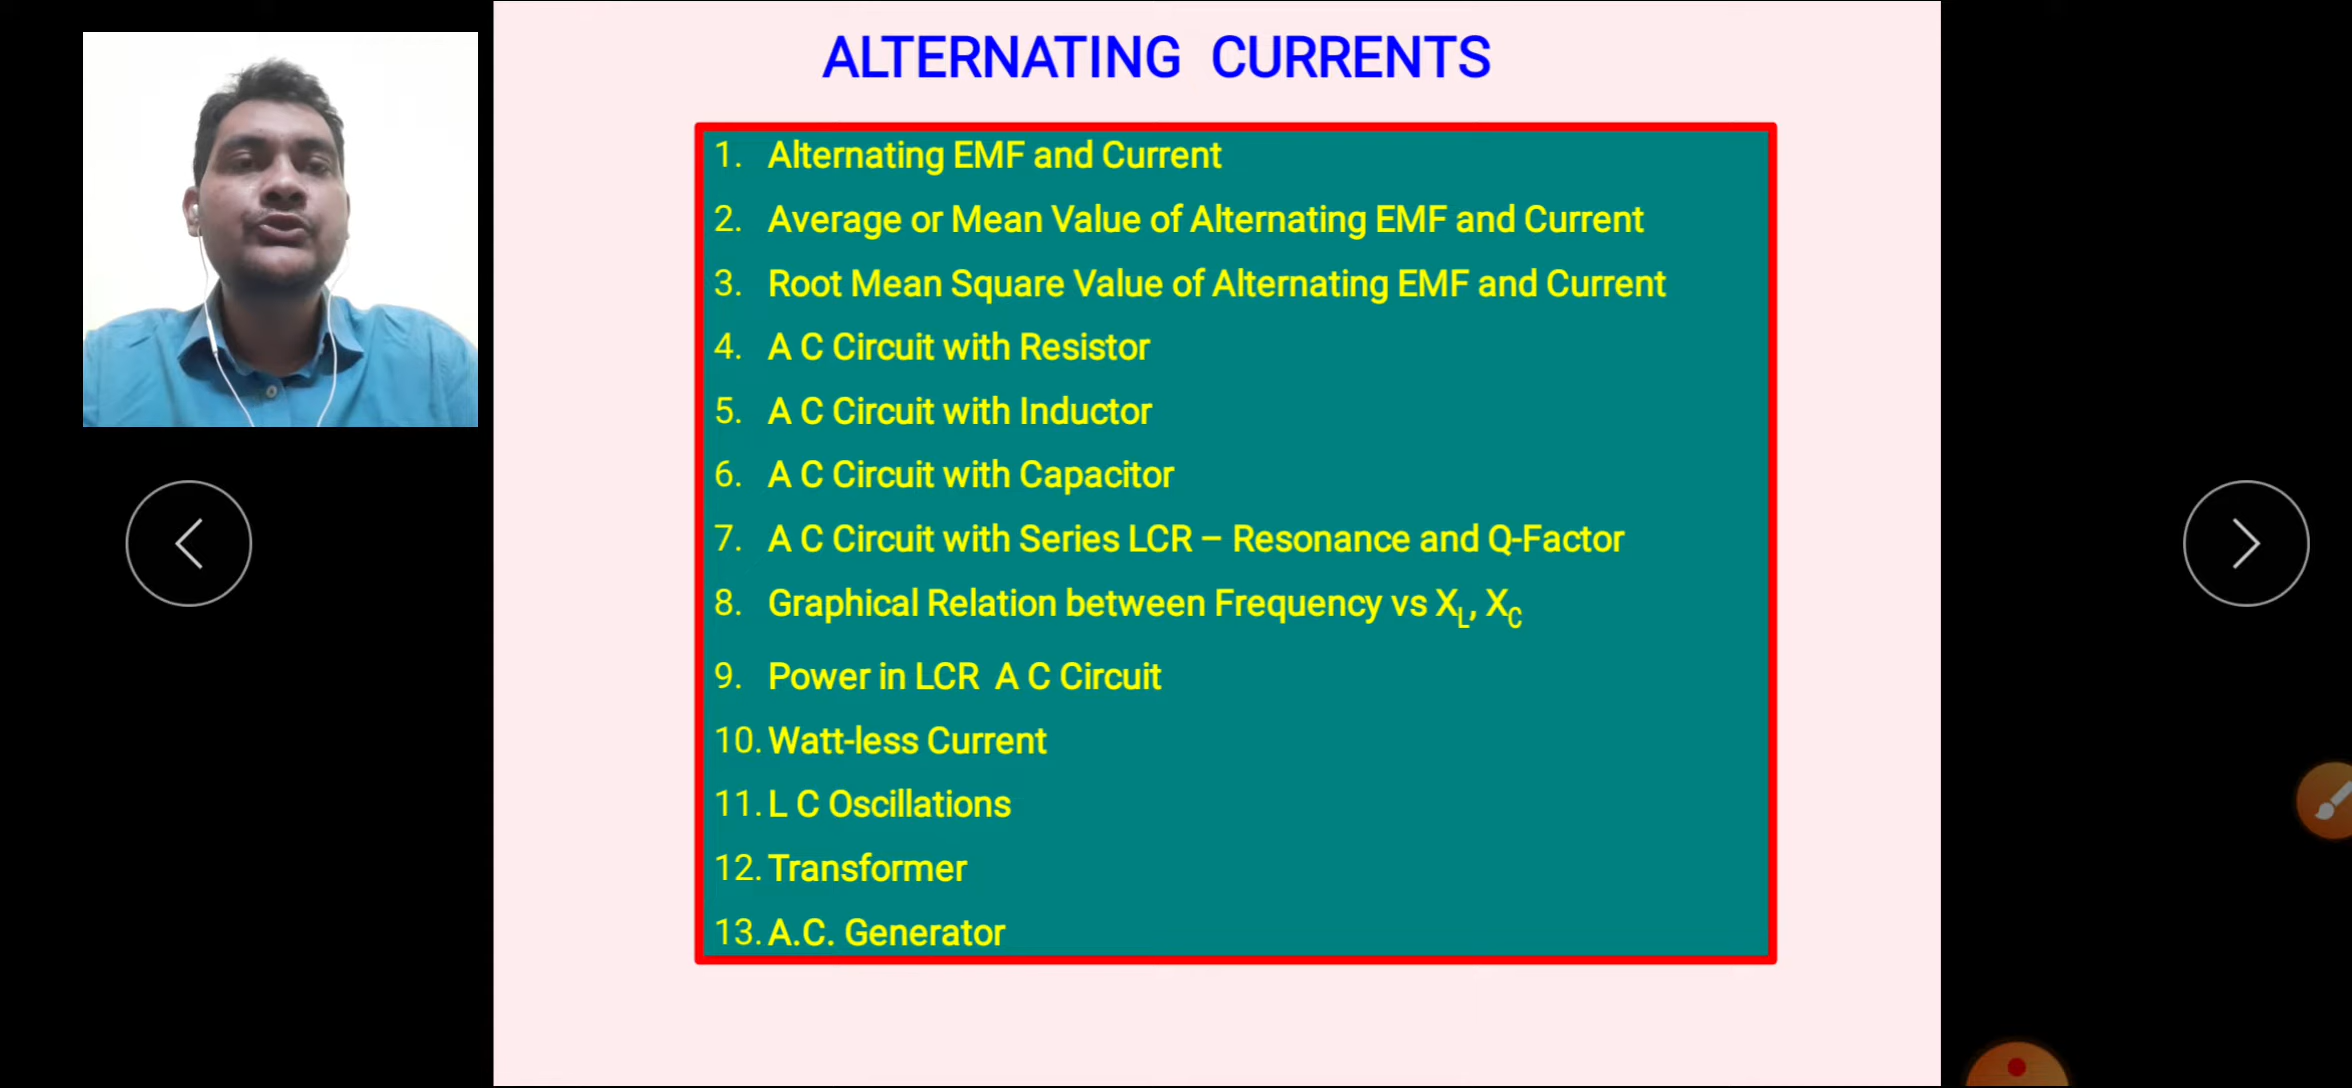 ALTERNATING CURRENTS
1. Alternating EMF and Current
2. Average or Mean Value of Alternating EMF and Current
3. Root Mean Square Value of Alternating EMF and Current
4. A C Circuit with Resistor
5. A C Circuit with Inductor
6. A C Circuit with Capacitor
7. A C Circuit with Series LCR – Resonance and Q-Factor
8. Graphical Relation between Frequency vs XL, XC
9. Power in LCR A C Circuit
10. Watt-less Current
11. L C Oscillations
12. Transformer
13. A.C. Generator